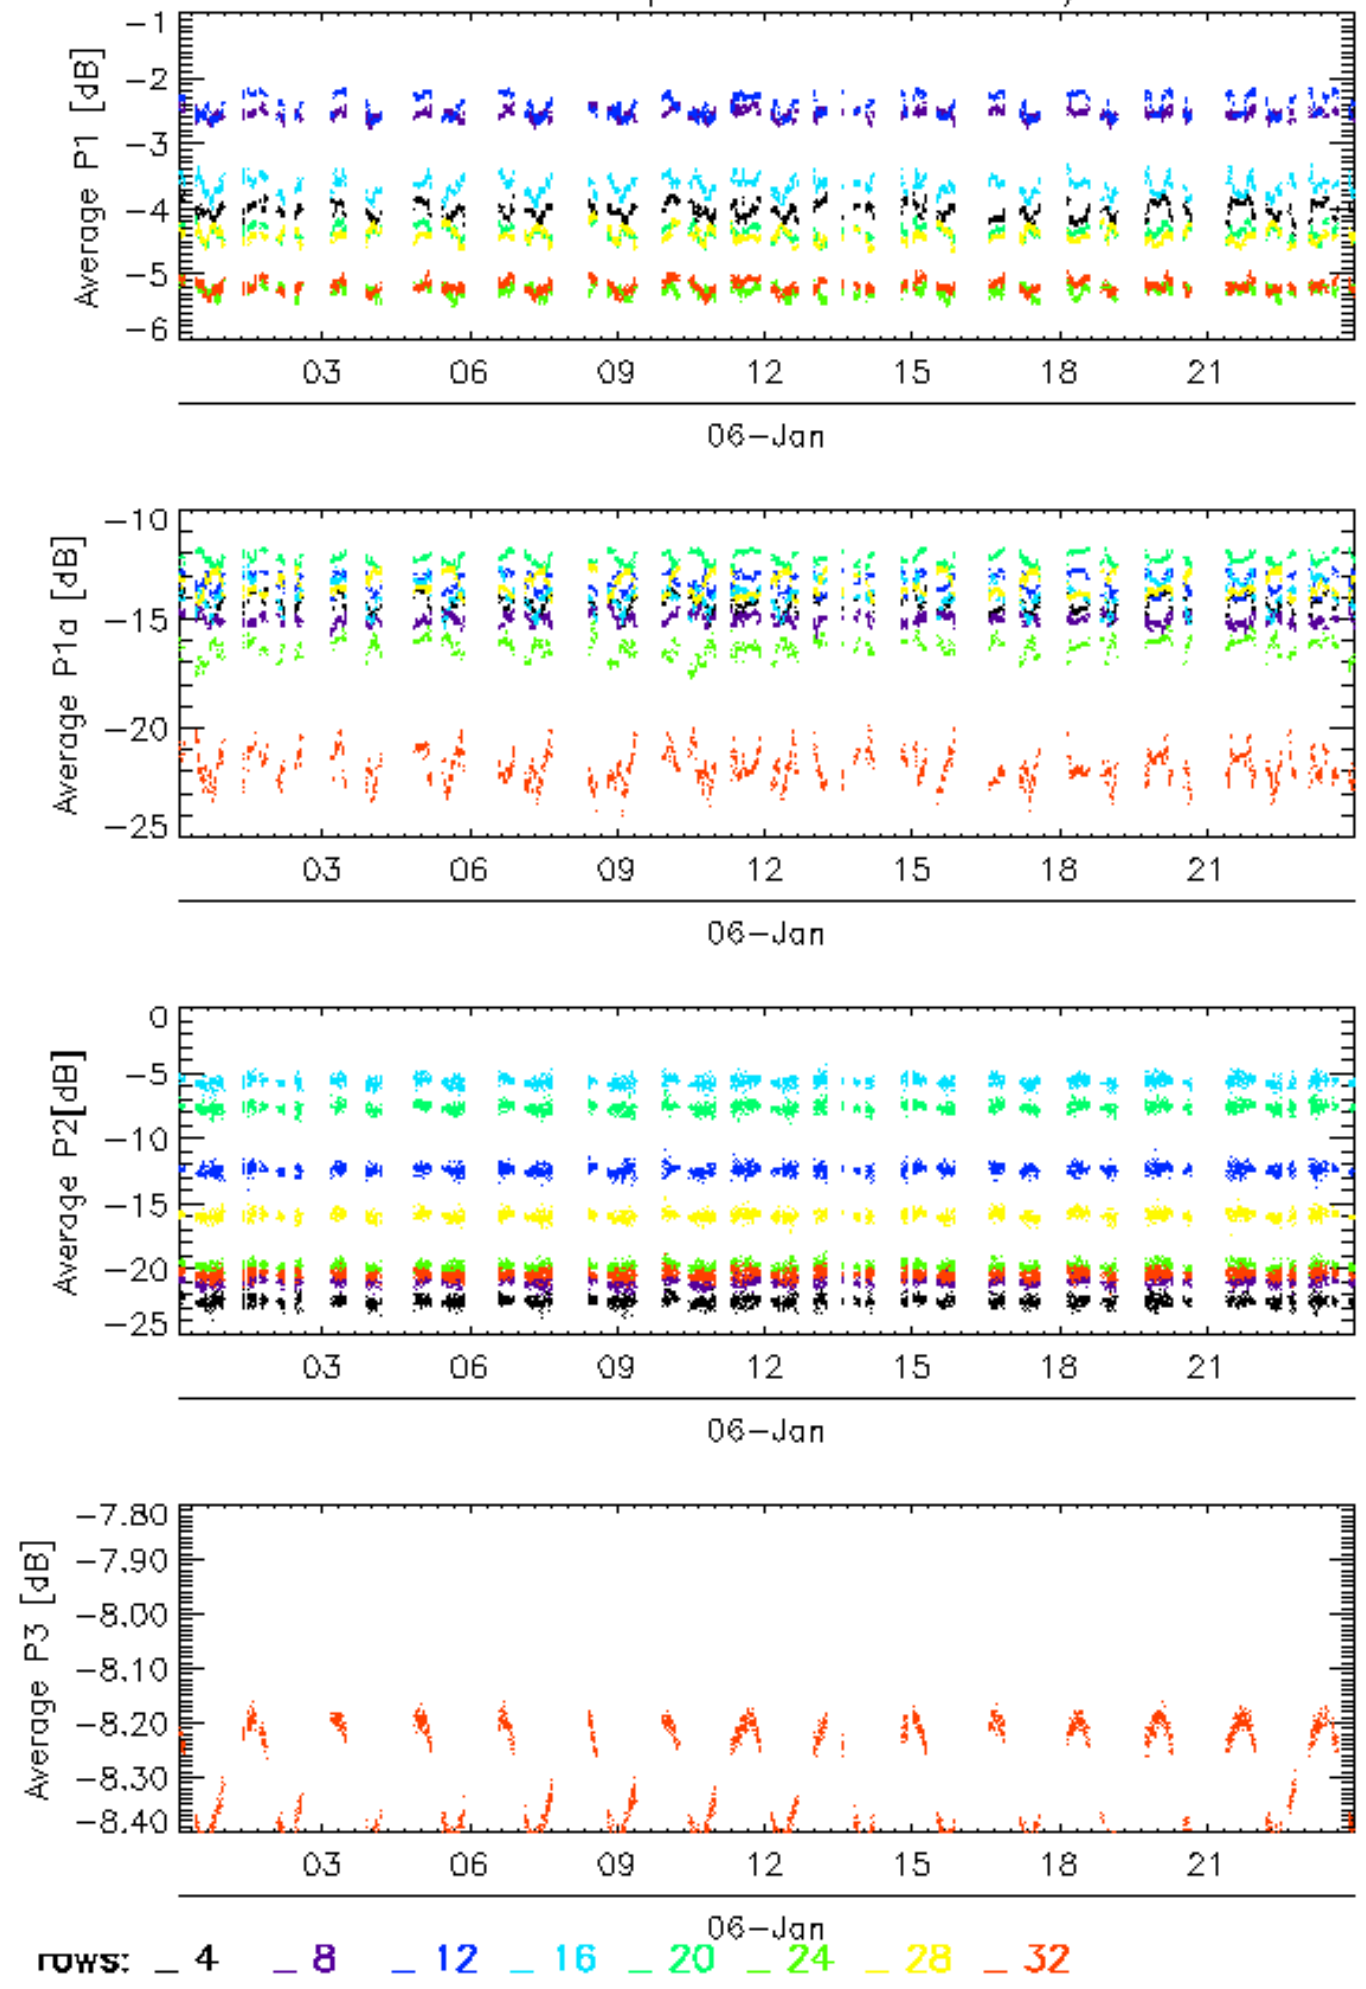 -1
-2
-3
-4
-5
-6
Average P1 [dB]
03 06 09 12 15 18 21
06-Jan
-10
-15
-20
-25
Average P1a [dB]
03 06 09 12 15 18 21
06-Jan
0
-5
-10
-15
-20
-25
Average P2[dB]
03 06 09 12 15 18 21
06-Jan
-7.80
-7.90
-8.00
-8.10
-8.20
-8.30
-8.40
Average P3 [dB]
03 06 09 12 15 18 21
06-Jan
rows: _ 4 _ 8 _ 12 _ 16 _ 20 _ 24 _ 28 _ 32